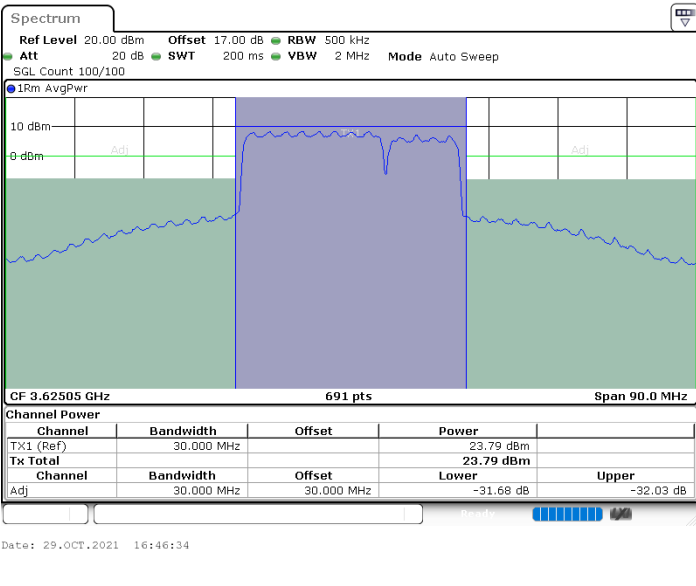 Spectrum
Ref Level 20.00 dBm Offset 17.00 dB RBW 500 kHz
Att 20 dB SWT 200 ms VBW 2 MHz Mode Auto Sweep
SGL Count 100/100
1Rm AvgPwr
10 dBm
TX1
Adj Adj
0 dBm
CF 3.62505 GHz 691 pts Span 90.0 MHz
Channel Power
Channel Bandwidth Offset Power
TX1 (Ref) 30.000 MHz 23.79 dBm
Tx Total 23.79 dBm
Channel Bandwidth Offset Lower Upper
Adj 30.000 MHz 30.000 MHz -31.68 dB -32.03 dB
Ready
Date: 29.OCT.2021 16:46:34